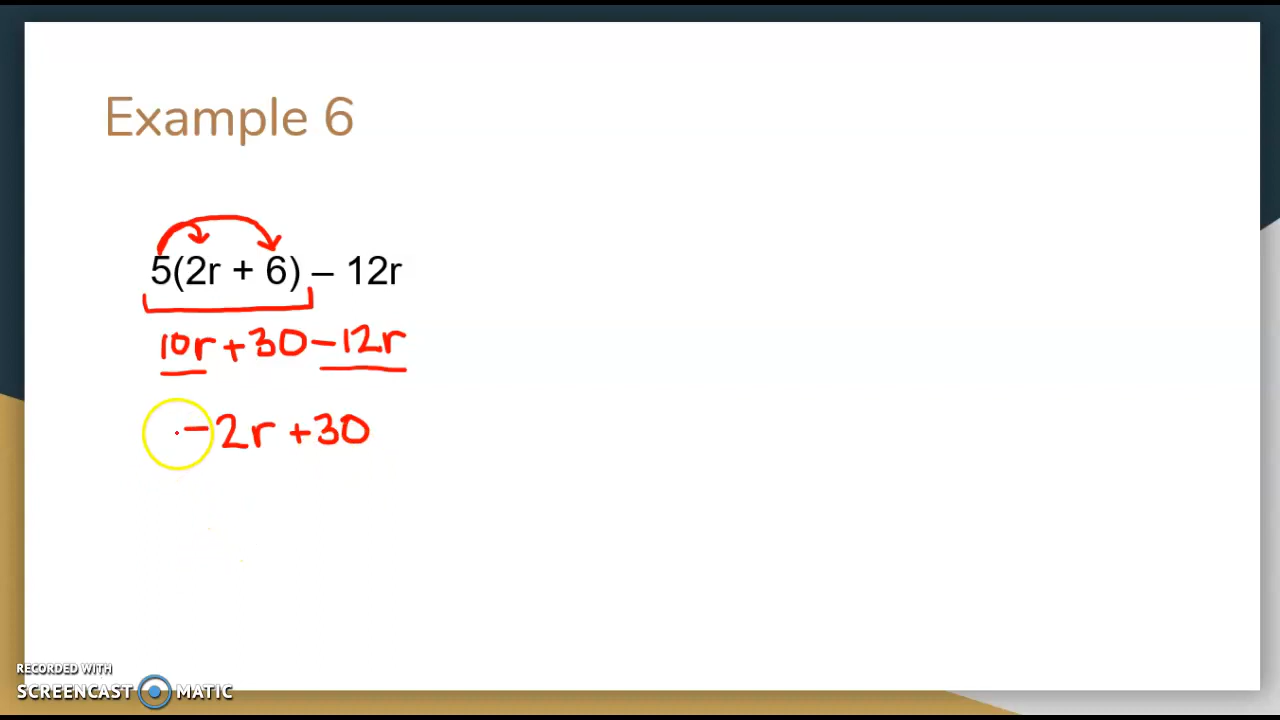 Example 6
5(2r + 6) – 12r
10r + 30 – 12r
-2r + 30
RECORDED WITH
SCREENCAST MATIC